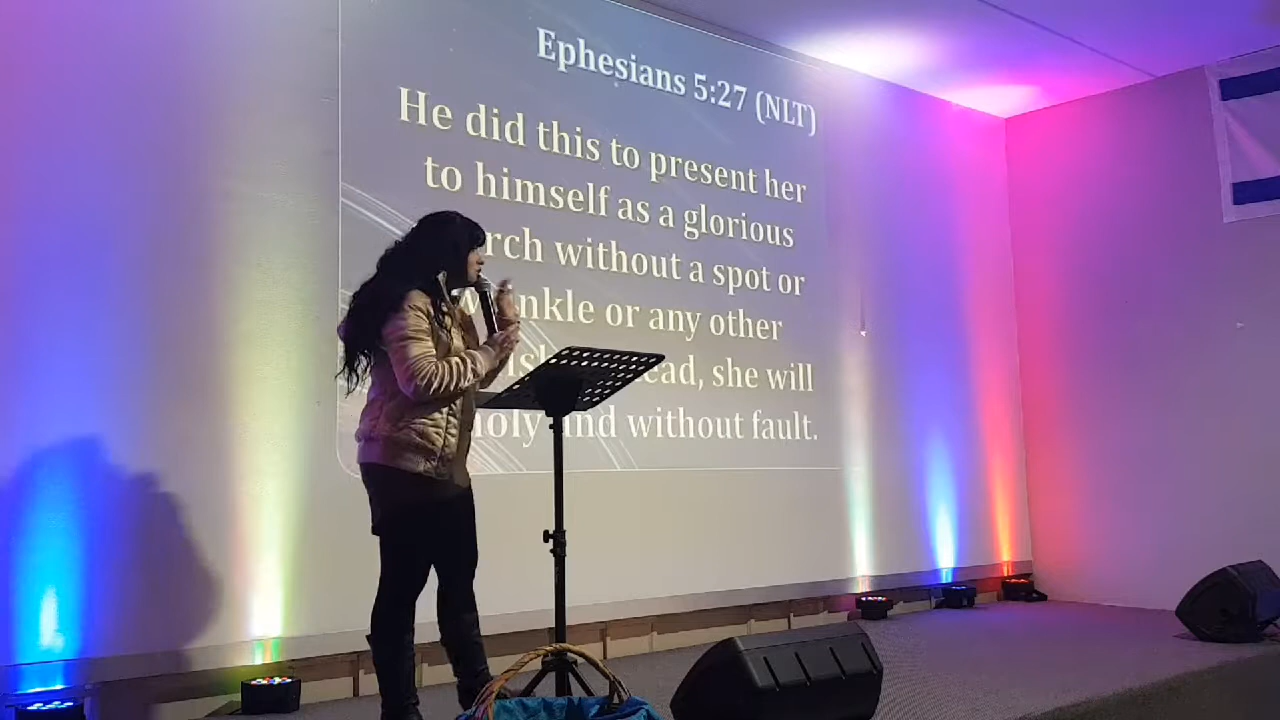 Ephesians 5:27 (NLT)
He did this to present her
to himself as a glorious
rch without a spot or
w nkle or any other
ish ead, she will
holy and without fault.